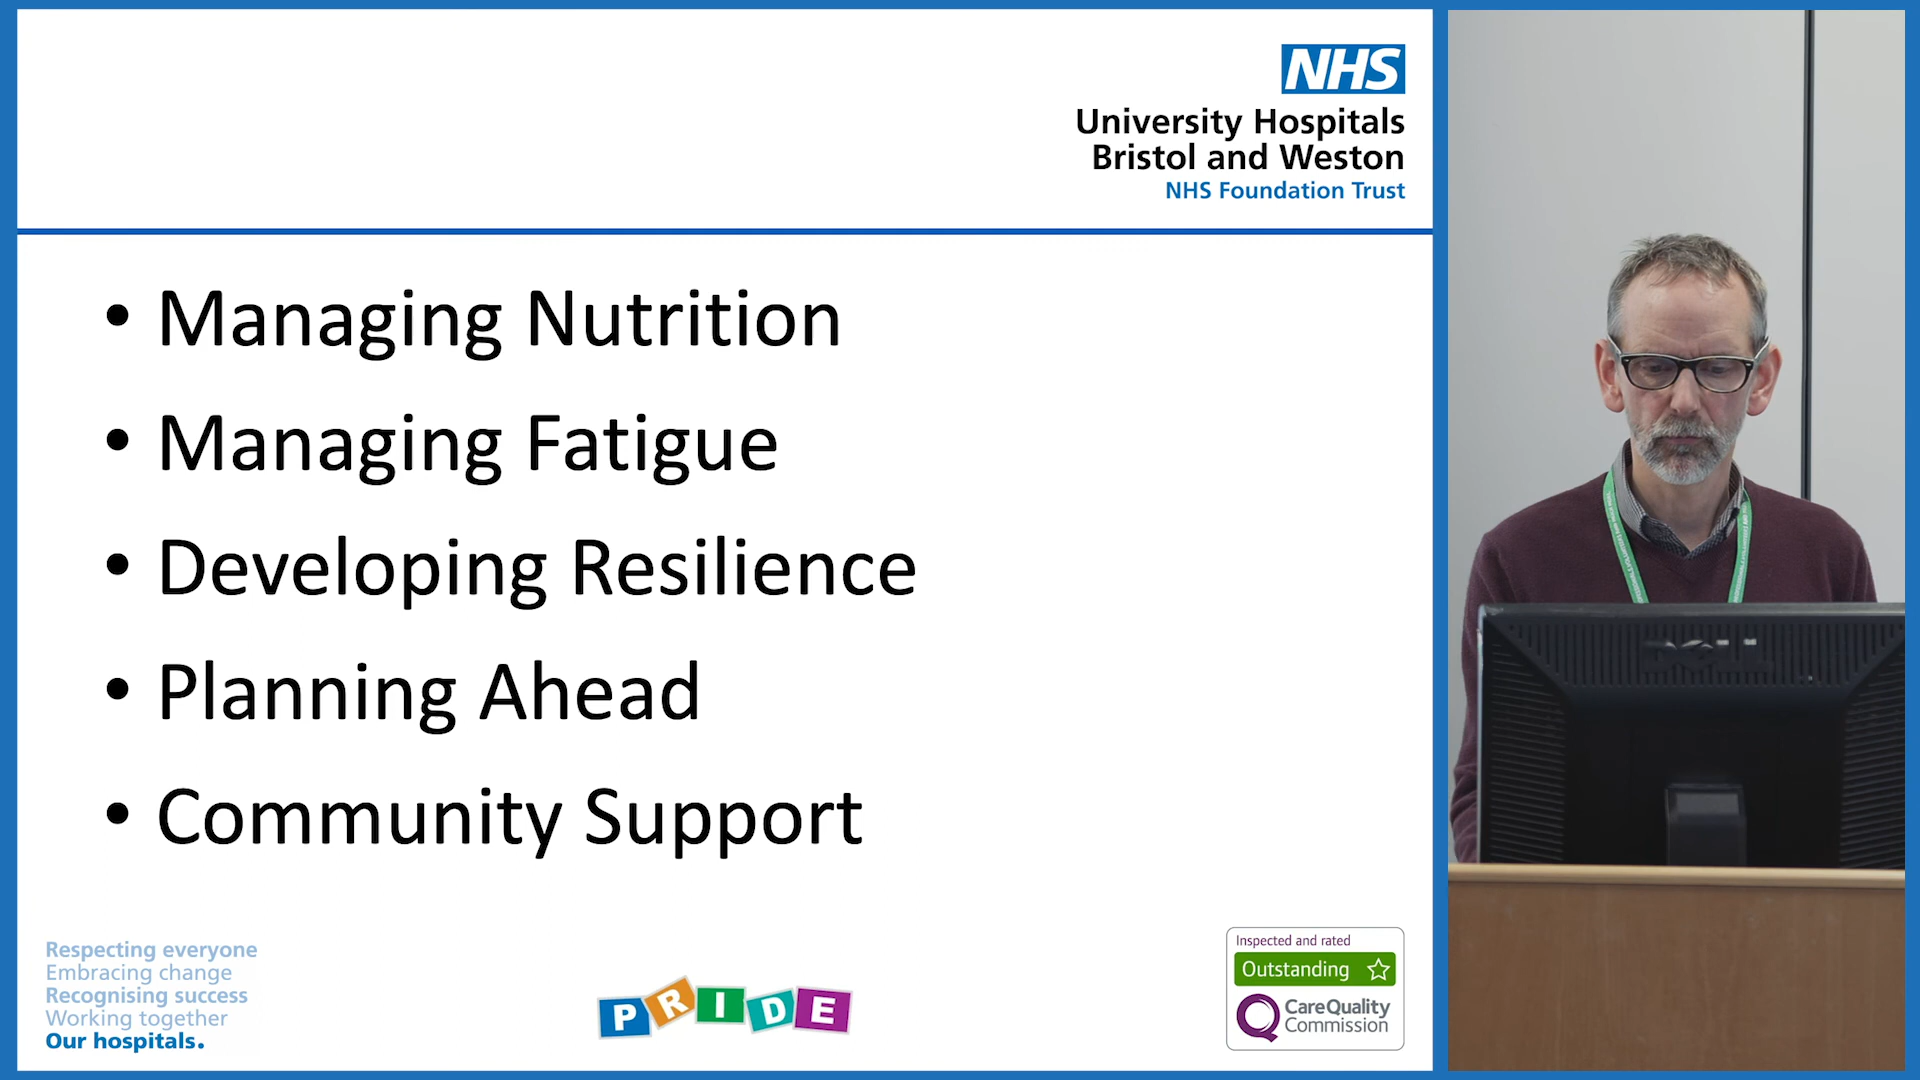 NHS
University Hospitals
Bristol and Weston
NHS Foundation Trust
• Managing Nutrition
• Managing Fatigue
• Developing Resilience
• Planning Ahead
• Community Support
Respecting everyone
Embracing change
Recognising success
Working together
Our hospitals.
PRIDE
Inspected and rated
Outstanding
CareQuality
Commission
DELL